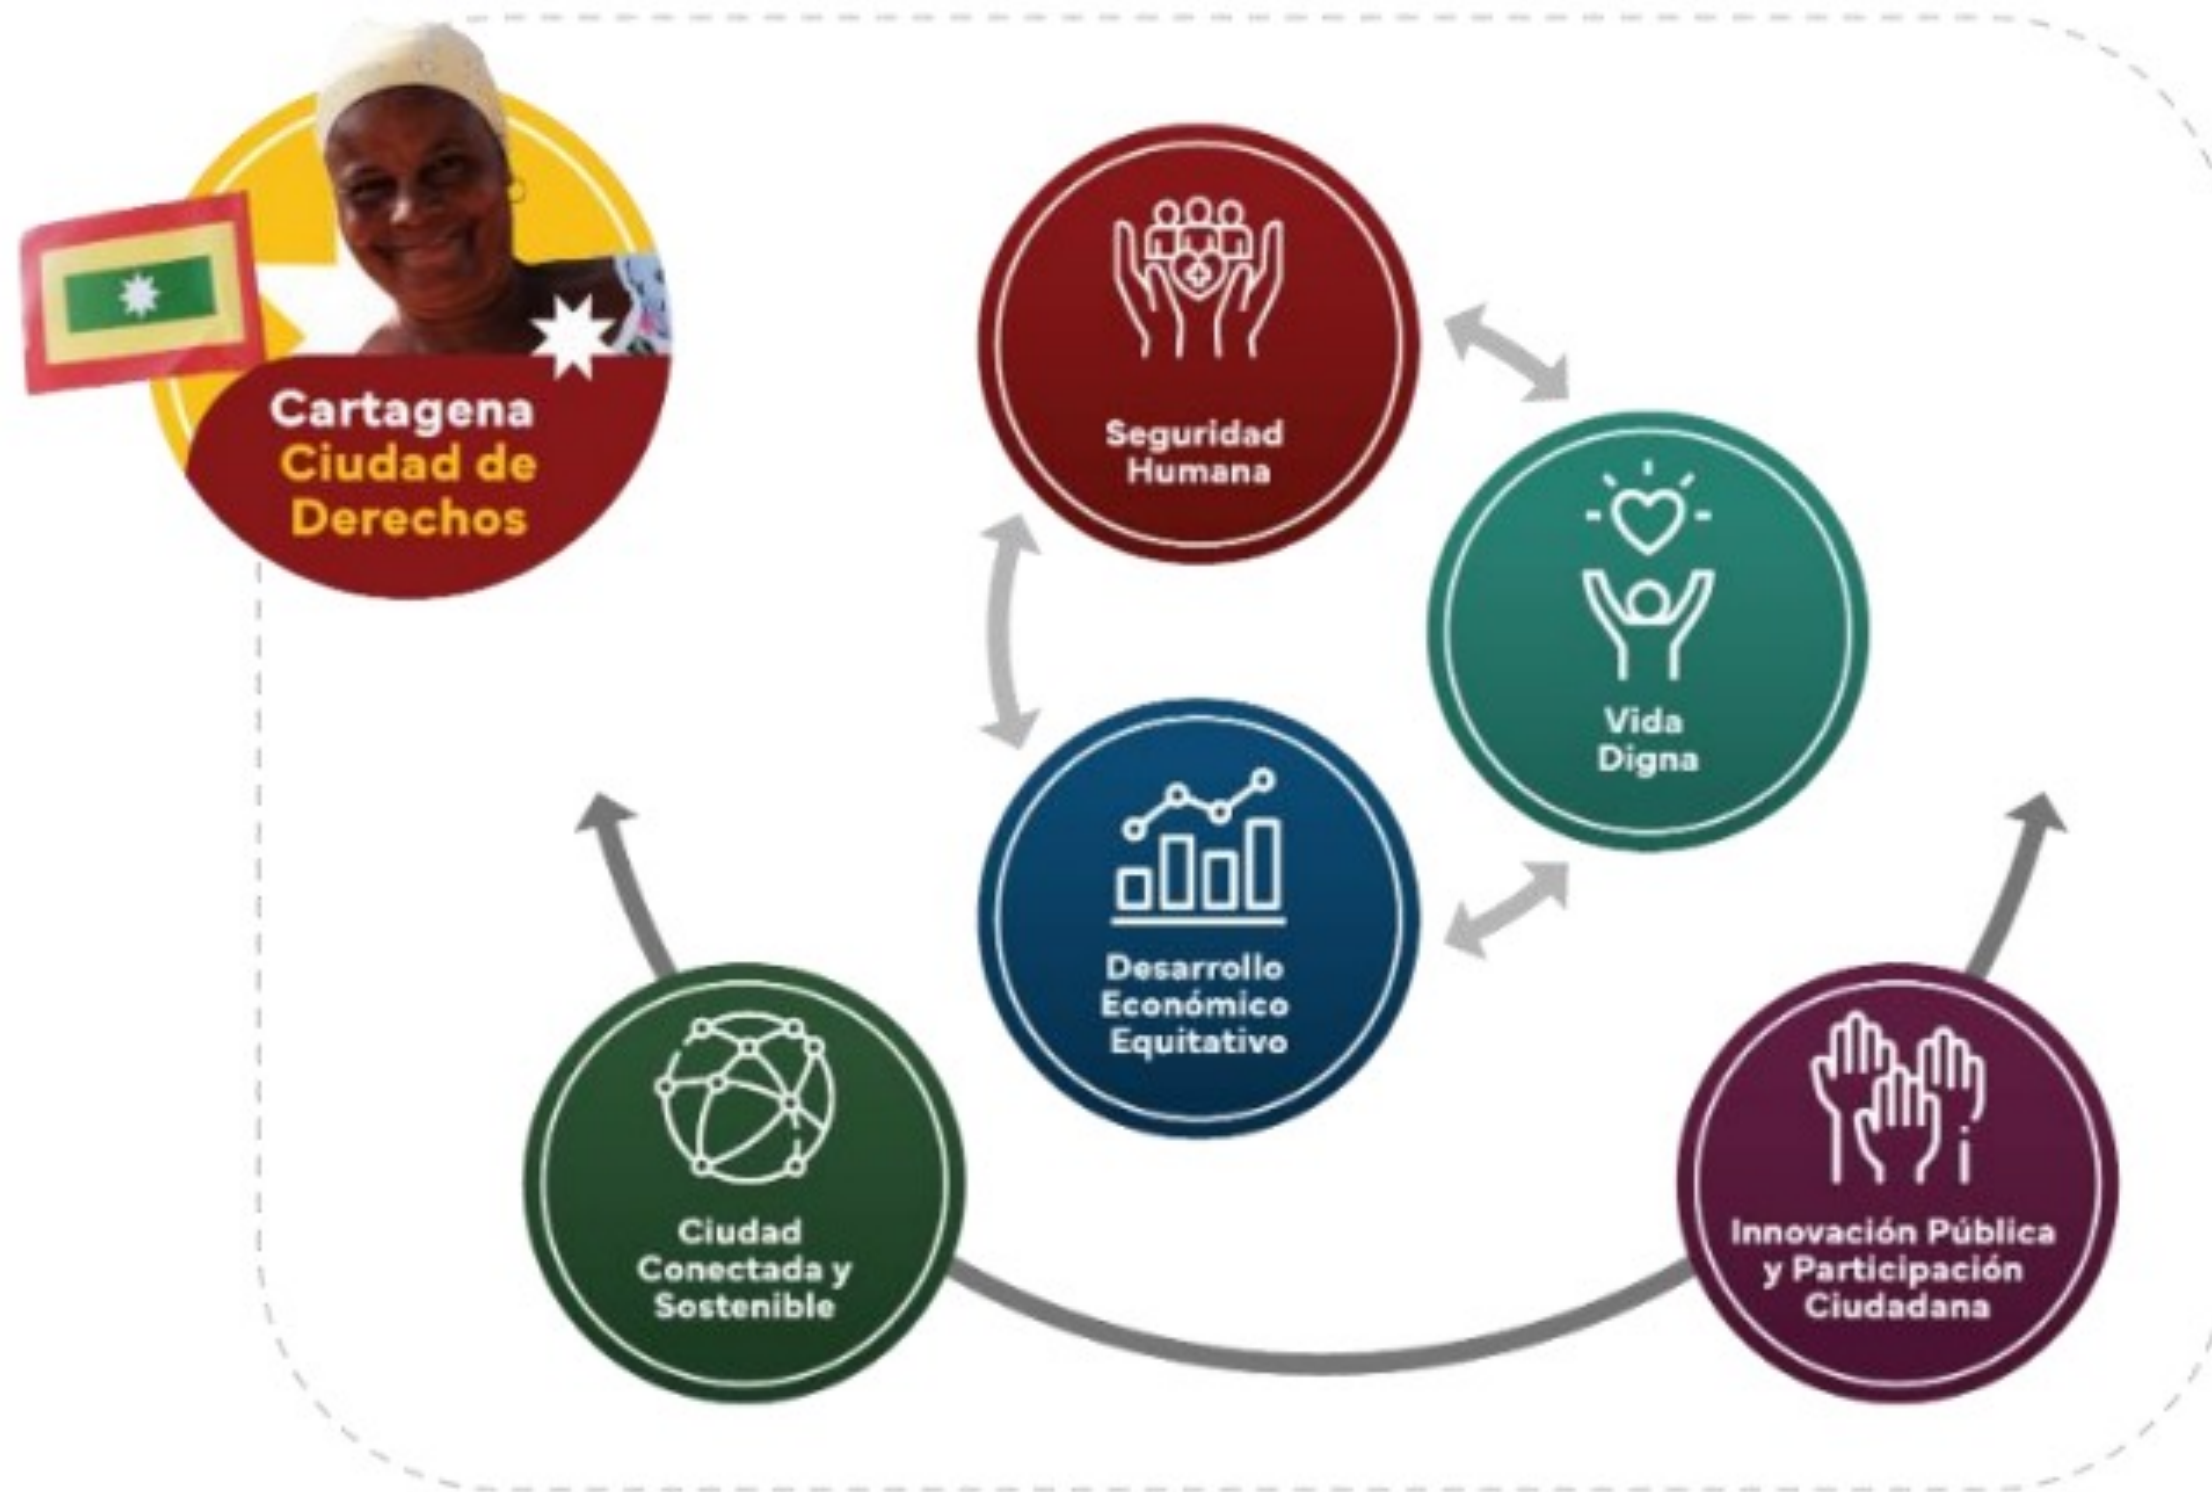 Cartagena
Ciudad de
Derechos
Seguridad
Humana
Vida
Digna
Desarrollo
Económico
Equitativo
Ciudad
Conectada y
Sostenible
Innovación Pública
y Participación
Ciudadana